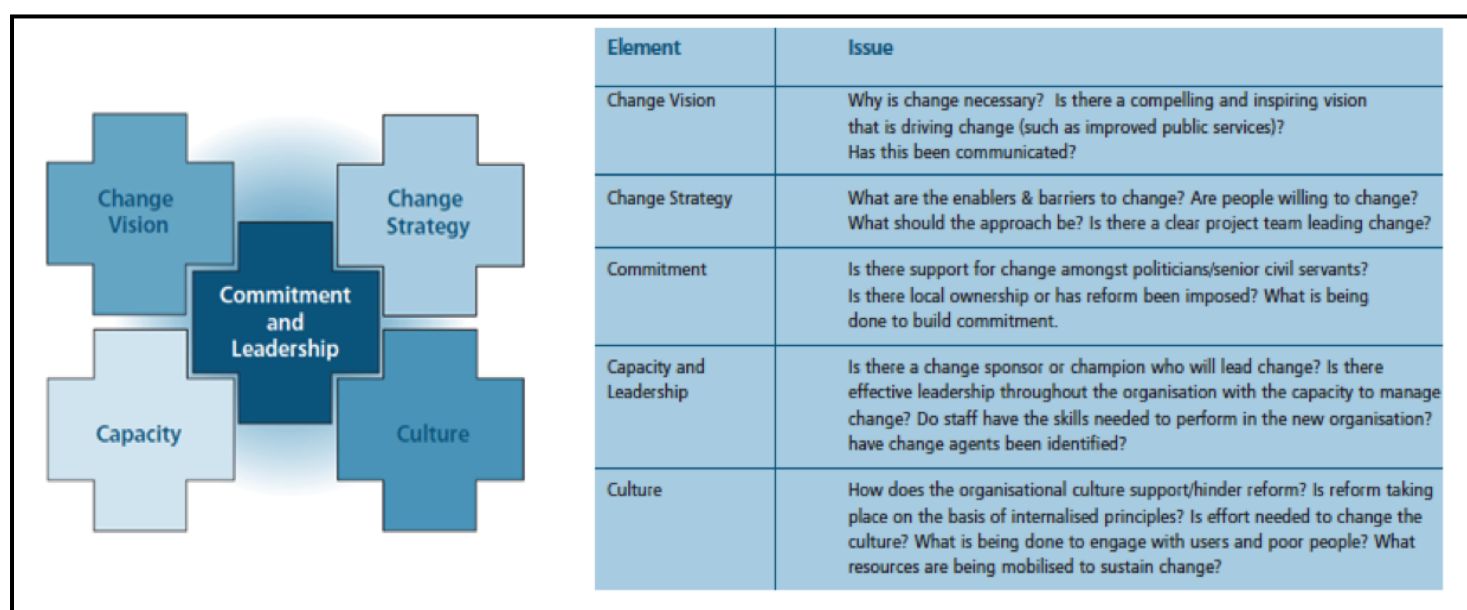 Change
Vision
Change
Strategy
Commitment
and
Leadership
Capacity
Culture
Element Issue
Change Vision Why is change necessary? Is there a compelling and inspiring vision
that is driving change (such as improved public services)?
Has this been communicated?
Change Strategy What are the enablers & barriers to change? Are people willing to change?
What should the approach be? Is there a clear project team leading change?
Commitment Is there support for change amongst politicians/senior civil servants?
Is there local ownership or has reform been imposed? What is being
done to build commitment.
Capacity and Is there a change sponsor or champion who will lead change? Is there
Leadership effective leadership throughout the organisation with the capacity to manage
change? Do staff have the skills needed to perform in the new organisation?
have change agents been identified?
Culture How does the organisational culture support/hinder reform? Is reform taking
place on the basis of internalised principles? Is effort needed to change the
culture? What is being done to engage with users and poor people? What
resources are being mobilised to sustain change?